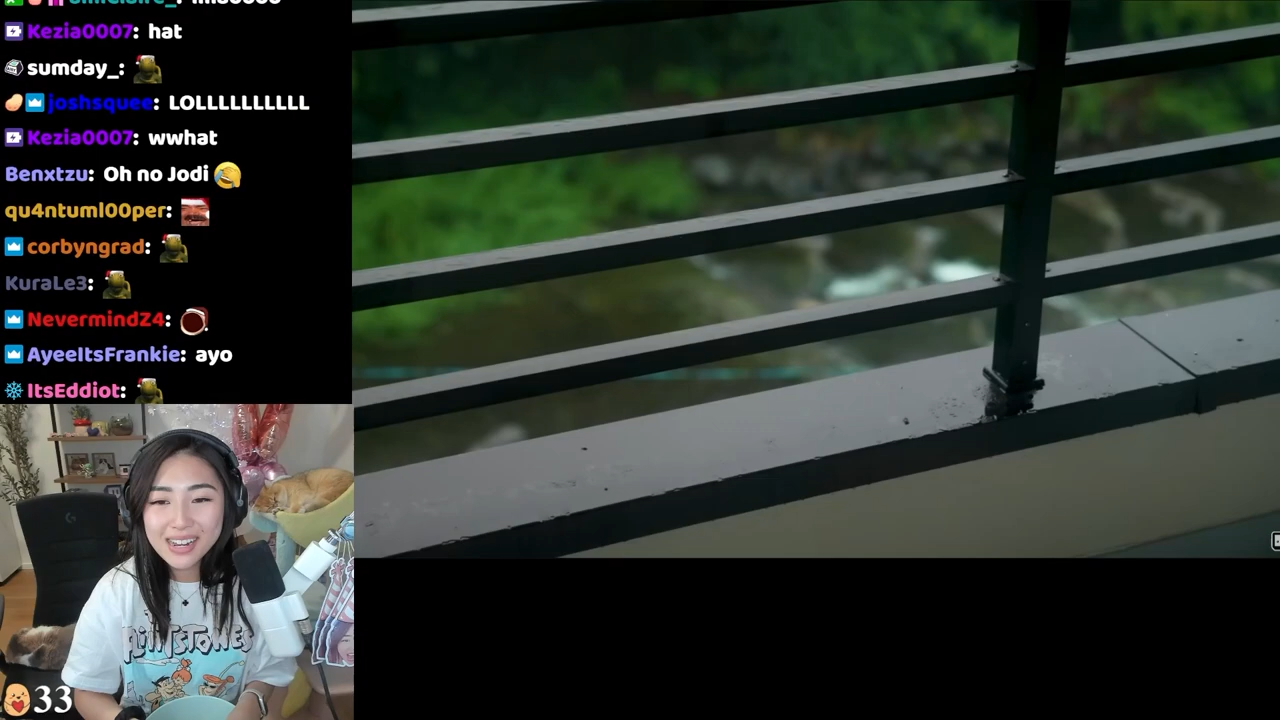 Kezia0007: hat
sumday_:
joshsquee: LOLLLLLLLLLL
Kezia0007: wwhat
Benxtzu: Oh no Jodi
qu4ntuml00per:
corbyngrad:
KuraLe3:
NevermindZ4:
AyeeItsFrankie: ayo
ItsEddiot:
FLINTSTONES
33